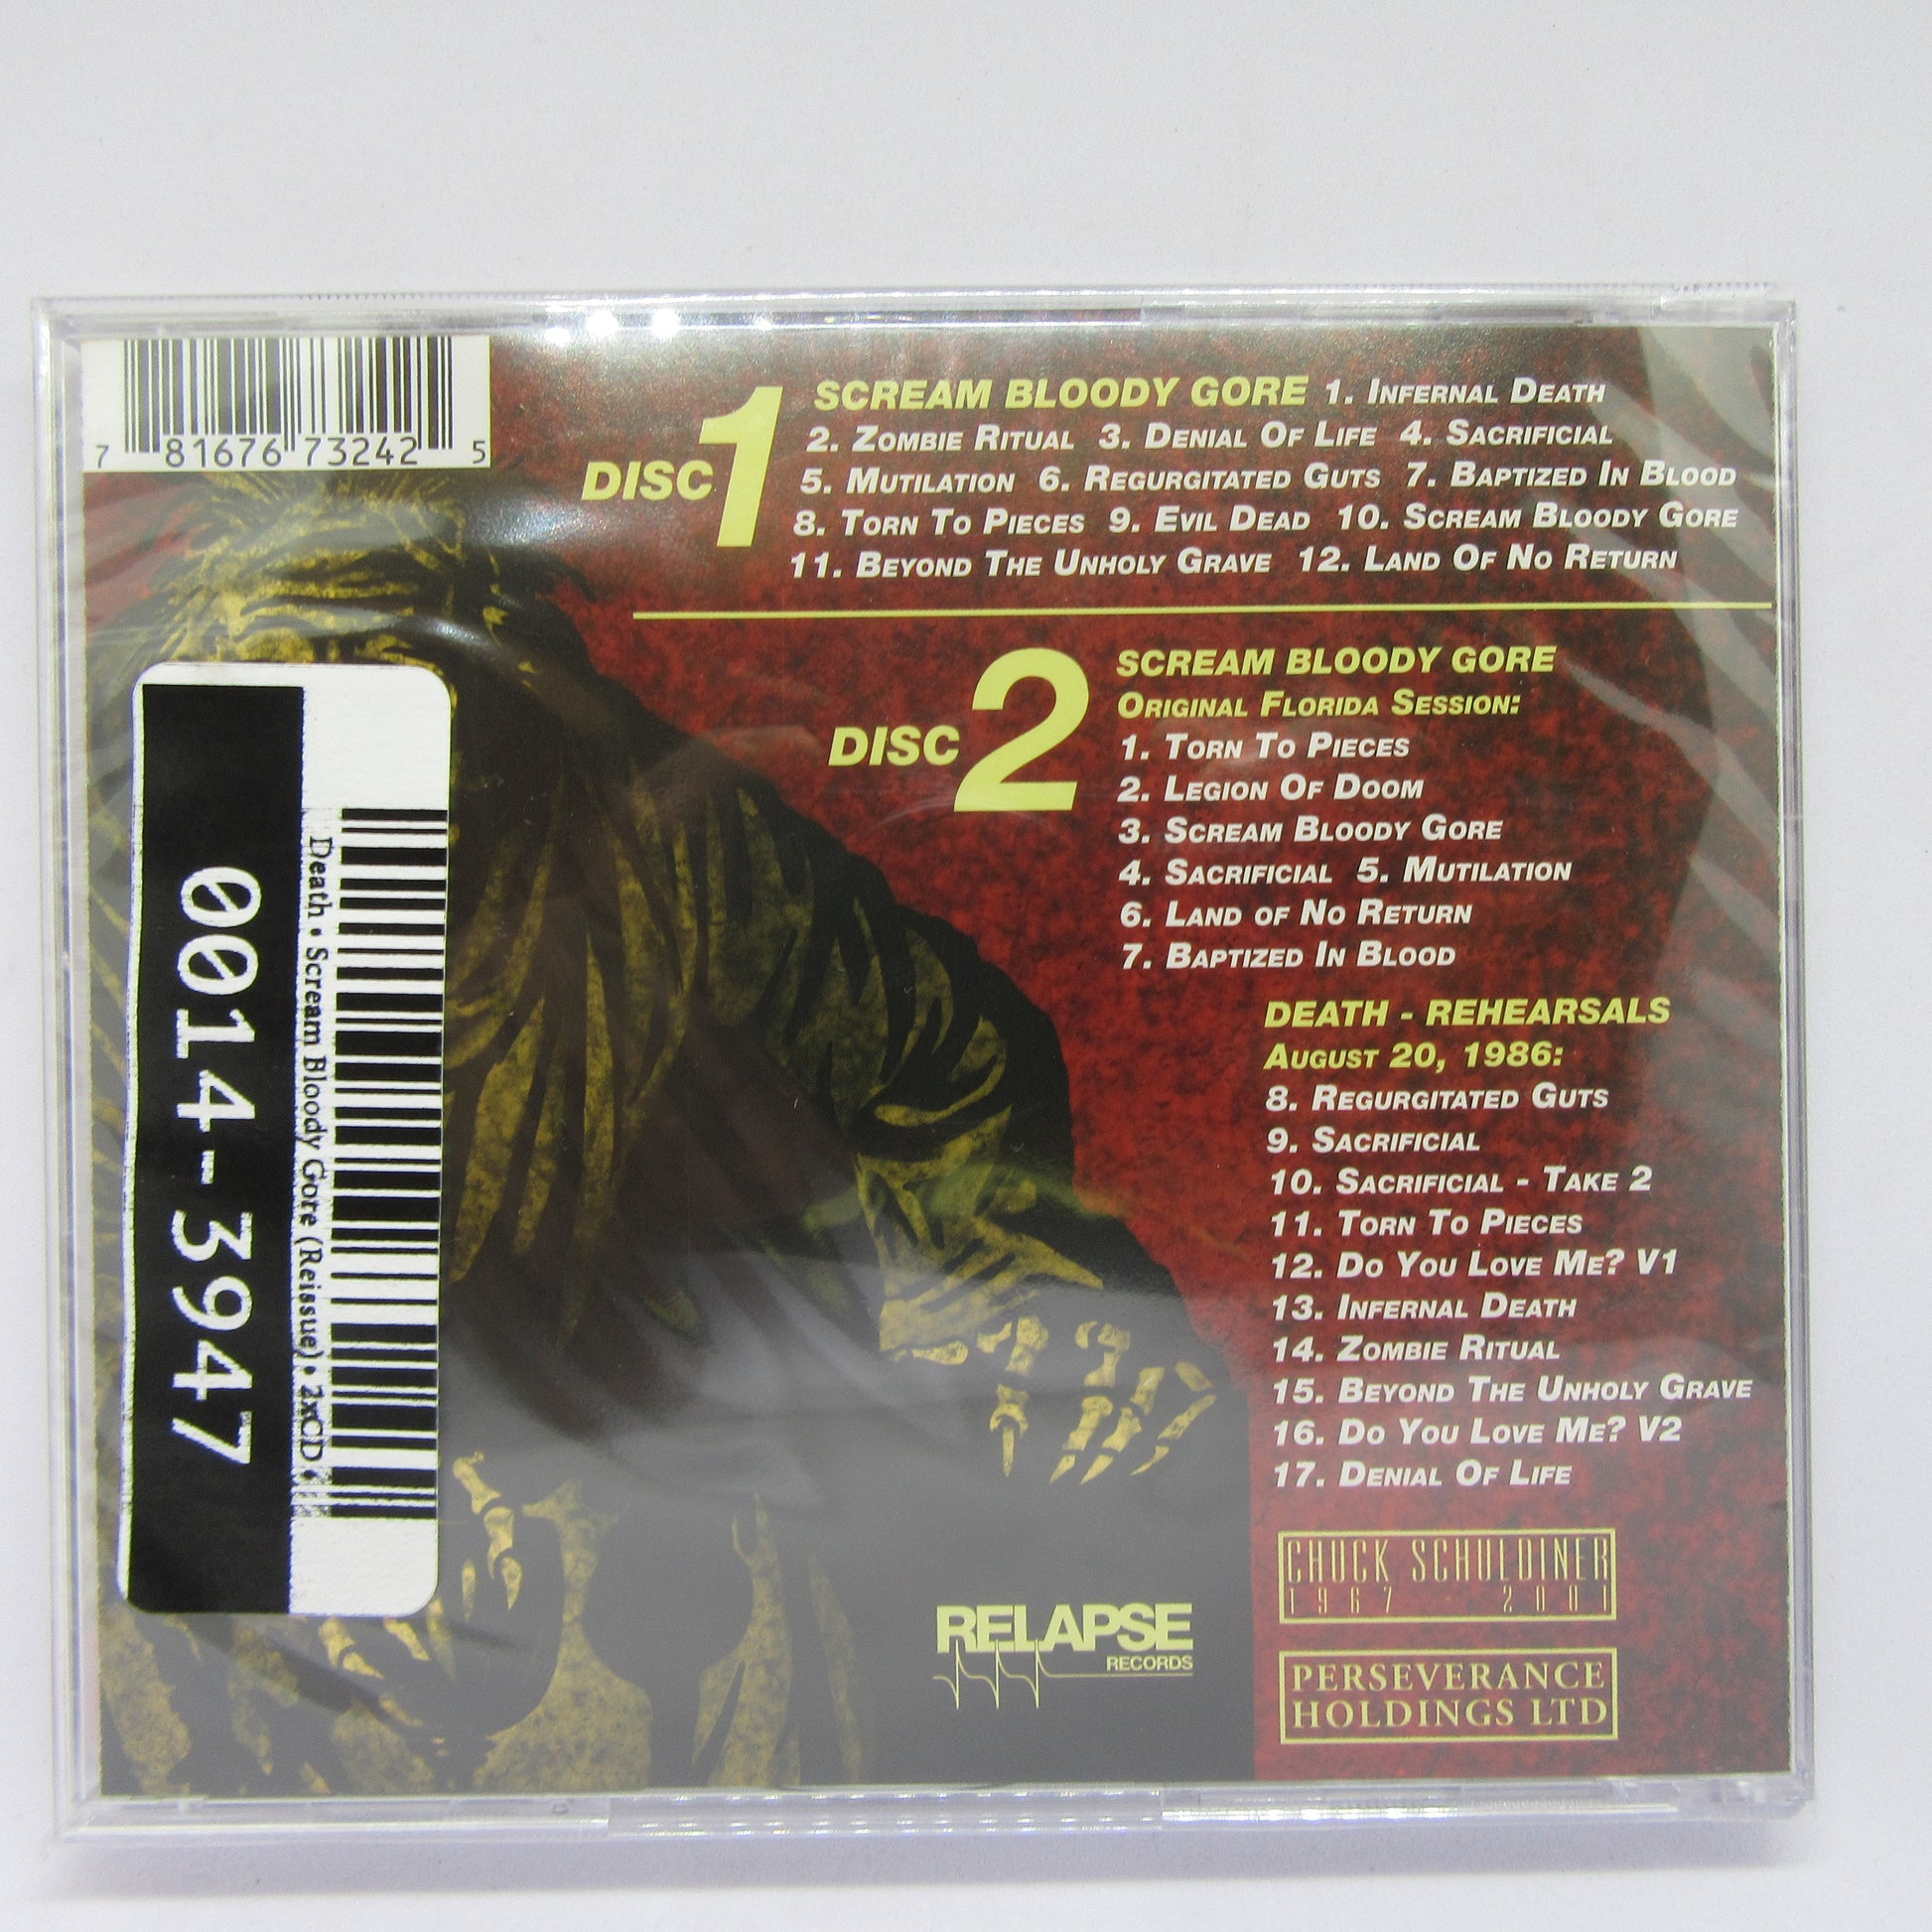 7 81676 73242 5
DISC 1
SCREAM BLOODY GORE 1. INFERNAL DEATH
2. ZOMBIE RITUAL 3. DENIAL OF LIFE 4. SACRIFICIAL
5. MUTILATION 6. REGURGITATED GUTS 7. BAPTIZED IN BLOOD
8. TORN TO PIECES 9. EVIL DEAD 10. SCREAM BLOODY GORE
11. BEYOND THE UNHOLY GRAVE 12. LAND OF NO RETURN
DISC 2
SCREAM BLOODY GORE
ORIGINAL FLORIDA SESSION:
1. TORN TO PIECES
2. LEGION OF DOOM
3. SCREAM BLOODY GORE
4. SACRIFICIAL 5. MUTILATION
6. LAND OF NO RETURN
7. BAPTIZED IN BLOOD
DEATH - REHEARSALS
AUGUST 20, 1986:
8. REGURGITATED GUTS
9. SACRIFICIAL
10. SACRIFICIAL - TAKE 2
11. TORN TO PIECES
12. DO YOU LOVE ME? V1
13. INFERNAL DEATH
14. ZOMBIE RITUAL
15. BEYOND THE UNHOLY GRAVE
16. DO YOU LOVE ME? V2
17. DENIAL OF LIFE
Death • Scream Bloody Gore (Reissue) • 2xCD
0014-3947
RELAPSE
RECORDS
CHUCK SCHULDINER
1967 2001
PERSEVERANCE
HOLDINGS LTD